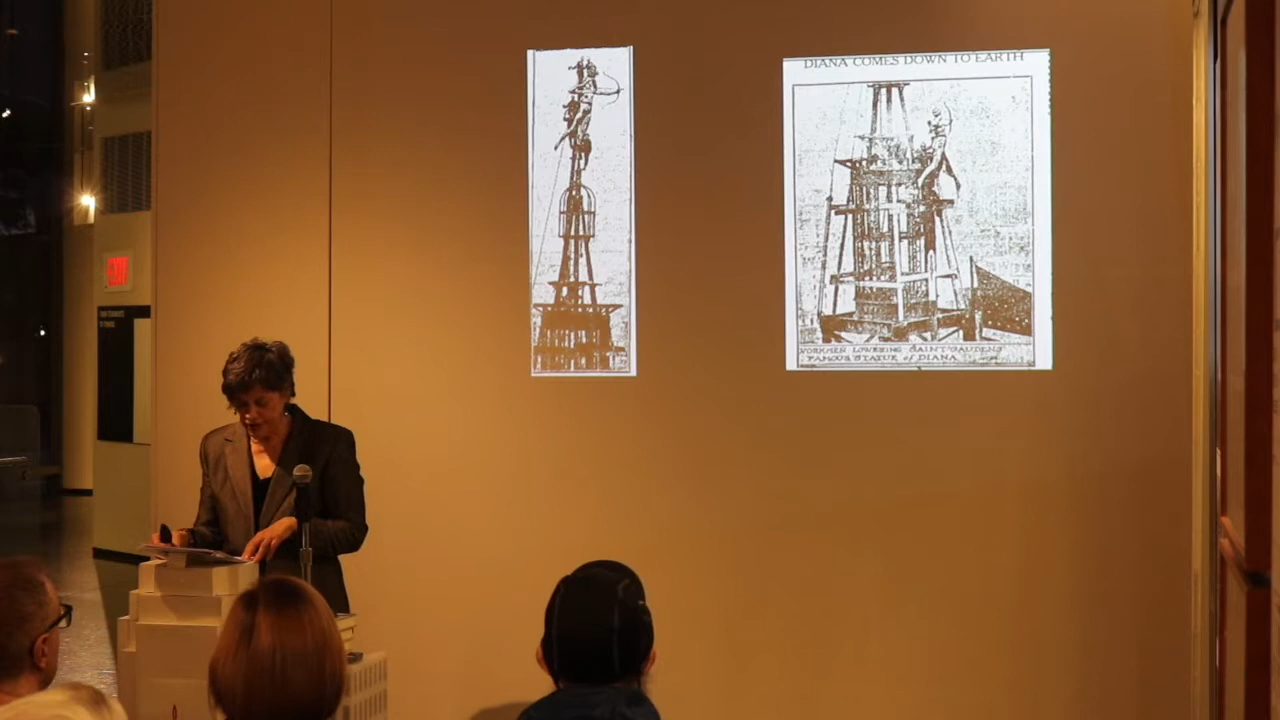 EXIT
DIANA COMES DOWN TO EARTH
WORKMEN LOWERING SAINT GAUDENS'
FAMOUS STATUE of DIANA